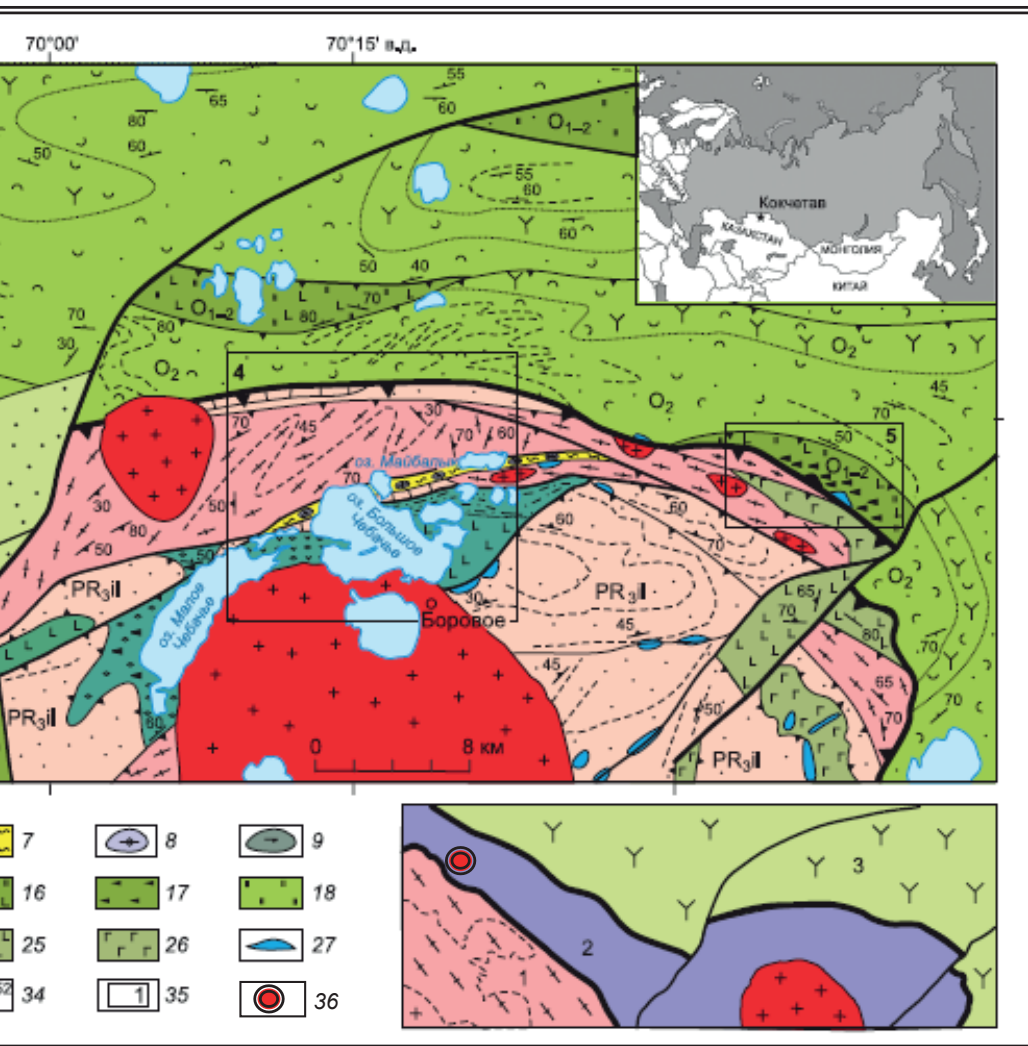 70°00'
70°15' в.д.
55
60
65
80
60
50
O₁₋₂
55
60
60
50
40
70
O₁₋₂
80
80
70
30
O₂
O₂
45
O₂
Кокчетав
КАЗАХСТАН
МОНГОЛИЯ
КИТАЙ
4
5
70
45
30
70
60
70
50
O₁₋₂
оз. Майбалык
70
30
80
50
50
50
оз. Большое
Чебачье
60
70
PR₃il
PR₃il
оз. Малое
Чебачье
30
Боровое
45
45
65
70
O₂
80
70
65
70
70
PR₃il
60
50
PR₃il
0
8 км
7
8
9
16
17
18
25
26
27
34
1
35
36
1
2
3